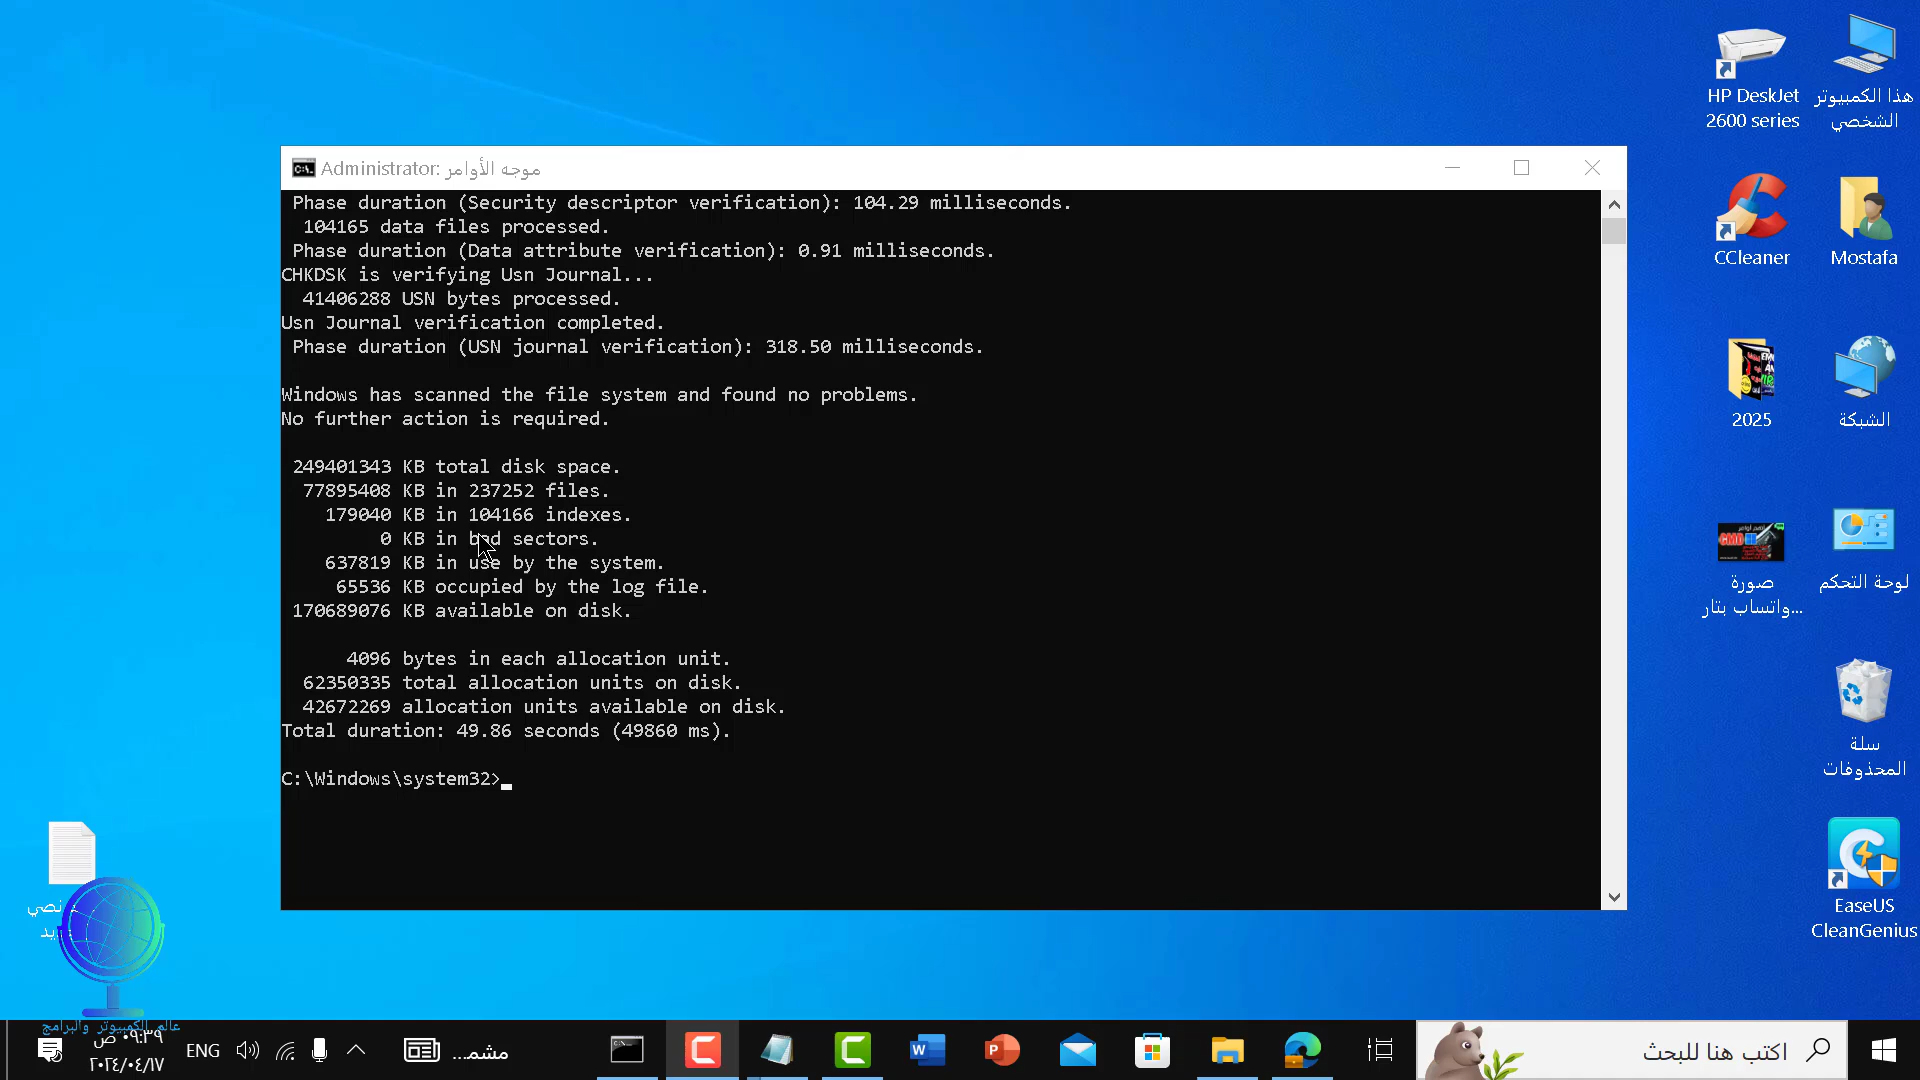 Administrator: موجه الأوامر
Phase duration (Security descriptor verification): 104.29 milliseconds.
104165 data files processed.
Phase duration (Data attribute verification): 0.91 milliseconds.
CHKDSK is verifying Usn Journal...
41406288 USN bytes processed.
Usn Journal verification completed.
Phase duration (USN journal verification): 318.50 milliseconds.
Windows has scanned the file system and found no problems.
No further action is required.
249401343 KB total disk space.
77895408 KB in 237252 files.
179040 KB in 104166 indexes.
0 KB in bad sectors.
637819 KB in use by the system.
65536 KB occupied by the log file.
170689076 KB available on disk.
4096 bytes in each allocation unit.
62350335 total allocation units on disk.
42672269 allocation units available on disk.
Total duration: 49.86 seconds (49860 ms).
C:\Windows\system32>
هذا الكمبيوتر
الشخصي
HP DeskJet
2600 series
Mostafa
CCleaner
الشبكة
2025
لوحة التحكم
CMD
صورة
واتساب بتار...
سلة
المحذوفات
EaseUS
CleanGenius
نصي
عالم الكمبيوتر والبرامج
اكتب هنا للبحث
مشمـ...
ENG
٠٩:٣٩ ص
٢٠٢٤/٠٤/١٧